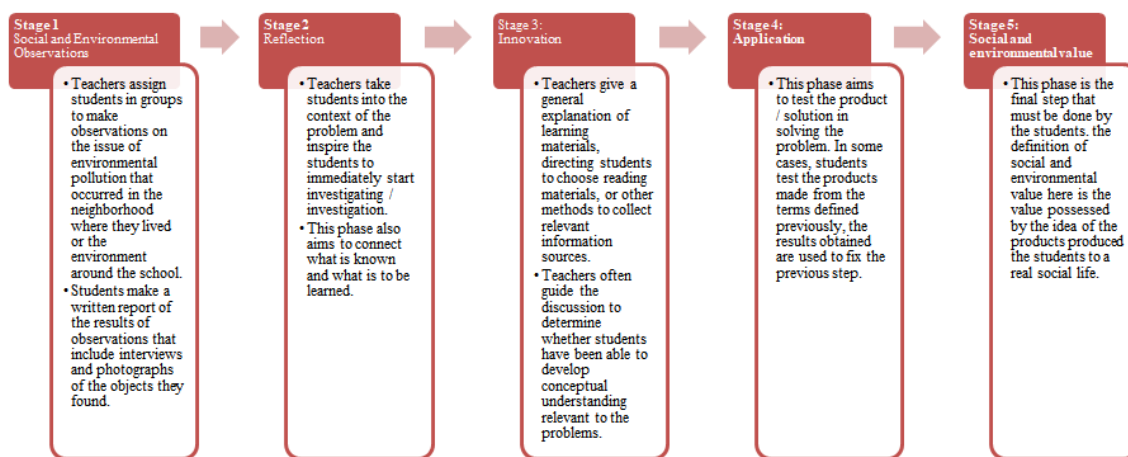 Stage 1
Social and Environmental
Observations
• Teachers assign
students in groups
to make
observations on
the issue of
environmental
pollution that
occurred in the
neighborhood
where they lived
or the
environment
around the school.
• Students make a
written report of
the results of
observations that
include interviews
and photographs
of the objects they
found.
Stage 2
Reflection
• Teachers take
students into the
context of the
problem and
inspire the
students to
immediately start
investigating /
investigation.
• This phase also
aims to connect
what is known
and what is to be
learned.
Stage 3:
Innovation
• Teachers give a
general
explanation of
learning
materials,
directing students
to choose reading
materials, or other
methods to collect
relevant
information
sources.
• Teachers often
guide the
discussion to
determine
whether students
have been able to
develop
conceptual
understanding
relevant to the
problems.
Stage 4:
Application
• This phase aims
to test the product
/ solution in
solving the
problem. In some
cases, students
test the products
made from the
terms defined
previously, the
results obtained
are used to fix the
previous step.
Stage 5:
Social and
environmental value
• This phase is the
final step that
must be done by
the students. the
definition of
social and
environmental
value here is the
value possessed
by the idea of the
products produced
the students to a
real social life.